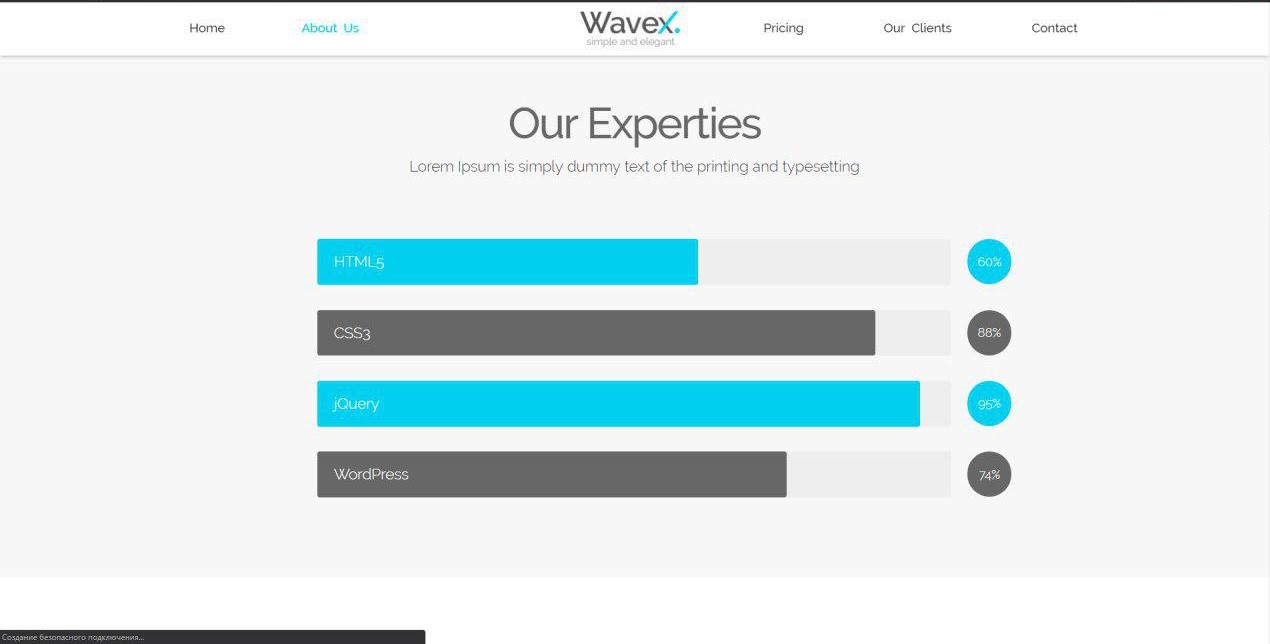 Home About Us Wavex. Pricing Our Clients Contact
simple and elegant
Our Experties
Lorem Ipsum is simply dummy text of the printing and typesetting
HTML5 60%
CSS3 88%
jQuery 95%
WordPress 74%
Создание безопасного подключения...